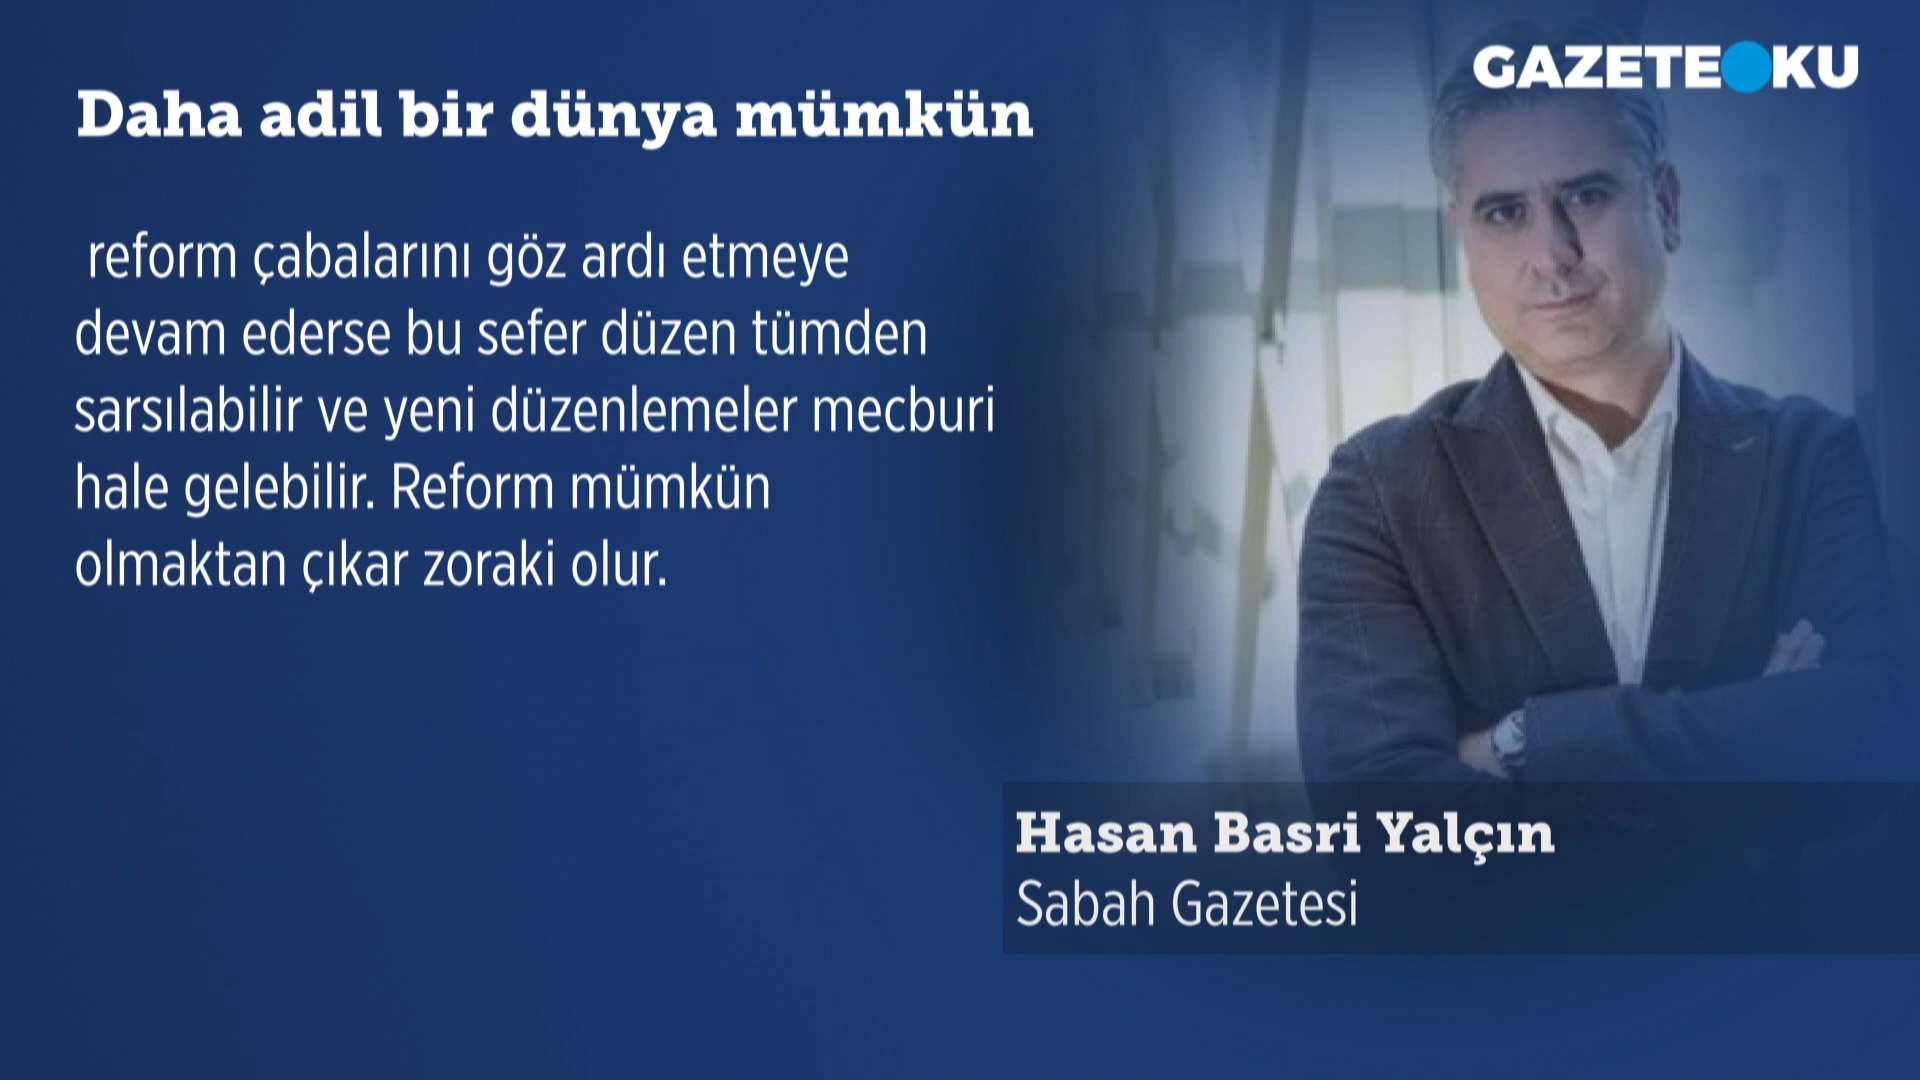 GAZETE OKU
Daha adil bir dünya mümkün
reform çabalarını göz ardı etmeye
devam ederse bu sefer düzen tümden
sarsılabilir ve yeni düzenlemeler mecburi
hale gelebilir. Reform mümkün
olmaktan çıkar zoraki olur.
Hasan Basri Yalçın
Sabah Gazetesi